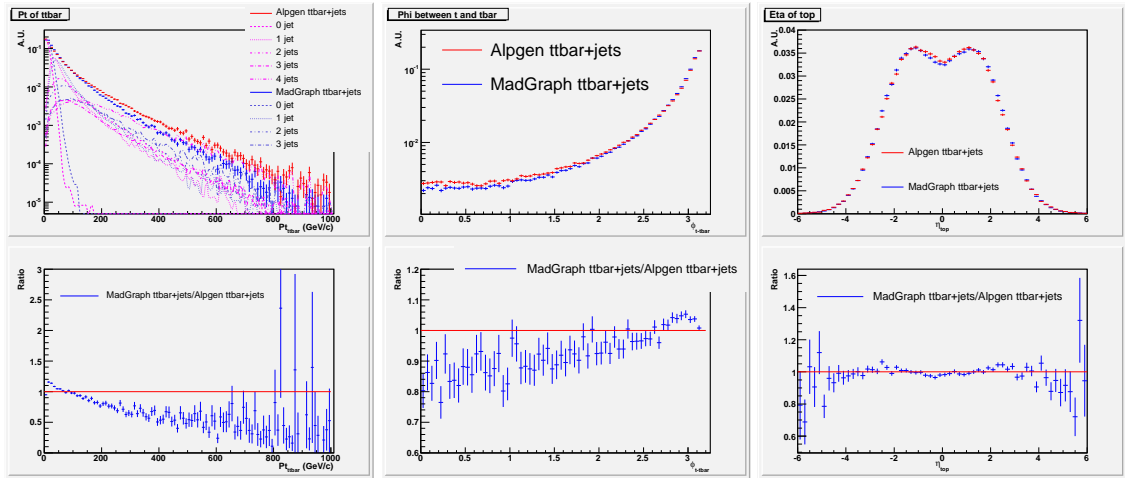 Pt of ttbar
A.U.
Alpgen ttbar+jets
0 jet
1 jet
2 jets
3 jets
4 jets
MadGraph ttbar+jets
0 jet
1 jet
2 jets
3 jets
10^-1
10^-2
10^-3
10^-4
10^-5
0 200 400 600 800 1000
Pt_ttbar (GeV/c)
Phi between t and tbar
A.U.
Alpgen ttbar+jets
MadGraph ttbar+jets
10^-1
10^-2
0 0.5 1 1.5 2 2.5 3
ϕ_t-tbar
Eta of top
A.U.
0.04
0.035
0.03
0.025
0.02
0.015
0.01
0.005
0
Alpgen ttbar+jets
MadGraph ttbar+jets
-6 -4 -2 0 2 4 6
η_top
Ratio
3
2.5
2
1.5
1
0.5
0
MadGraph ttbar+jets/Alpgen ttbar+jets
0 200 400 600 800 1000
Pt_ttbar (GeV/c)
Ratio
1.2
1.1
1
0.9
0.8
0.7
0.6
MadGraph ttbar+jets/Alpgen ttbar+jets
0 0.5 1 1.5 2 2.5 3
ϕ_t-tbar
Ratio
1.6
1.4
1.2
1
0.8
0.6
MadGraph ttbar+jets/Alpgen ttbar+jets
-6 -4 -2 0 2 4 6
η_top